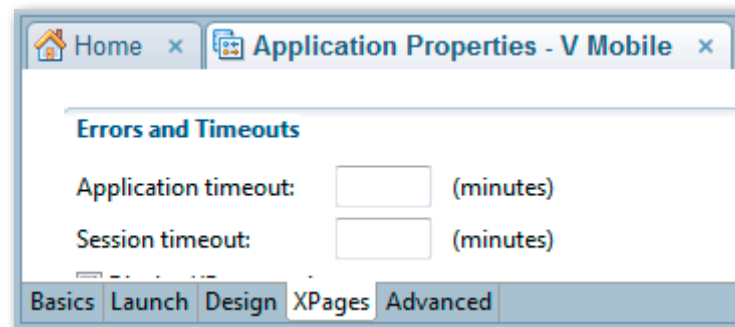 Home × Application Properties - V Mobile ×
Errors and Timeouts
Application timeout: (minutes)
Session timeout: (minutes)
Basics Launch Design XPages Advanced